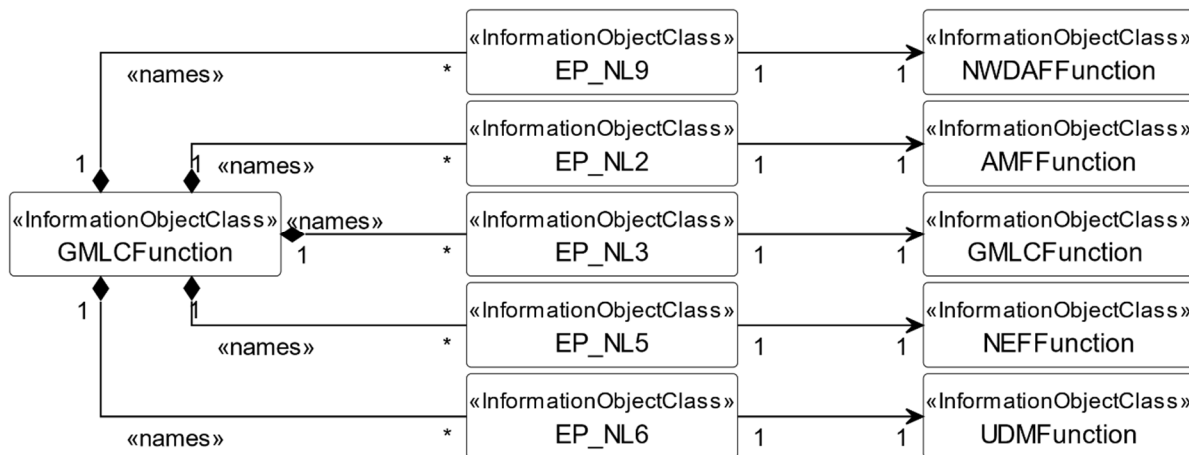 «InformationObjectClass»
EP_NL9
«InformationObjectClass»
NWDAFFunction
«names»
*
1
1
1
«InformationObjectClass»
EP_NL2
«InformationObjectClass»
AMFFunction
1
«names»
*
1
1
«InformationObjectClass»
GMLCFunction
«names»
1
*
«InformationObjectClass»
EP_NL3
1
1
«InformationObjectClass»
GMLCFunction
1
1
«InformationObjectClass»
EP_NL5
«InformationObjectClass»
NEFFunction
«names»
*
1
1
«InformationObjectClass»
EP_NL6
«InformationObjectClass»
UDMFunction
«names»
*
1
1